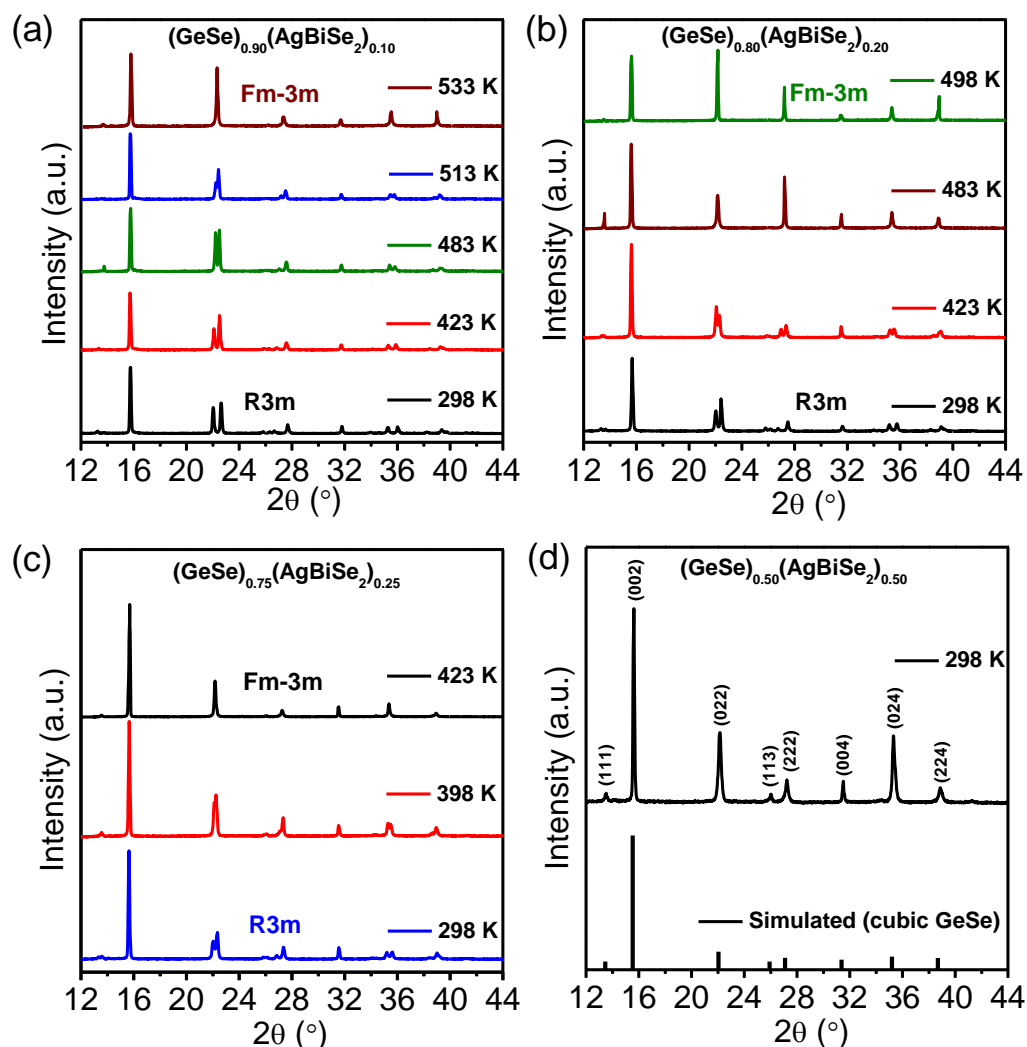 (a)
(GeSe)0.90(AgBiSe2)0.10
Fm-3m
533 K
513 K
483 K
423 K
R3m
298 K
Intensity (a.u.)
12 16 20 24 28 32 36 40 44
2θ (°)
(b)
(GeSe)0.80(AgBiSe2)0.20
498 K
Fm-3m
483 K
423 K
R3m
298 K
Intensity (a.u.)
12 16 20 24 28 32 36 40 44
2θ (°)
(c)
(GeSe)0.75(AgBiSe2)0.25
Fm-3m
423 K
398 K
R3m
298 K
Intensity (a.u.)
12 16 20 24 28 32 36 40 44
2θ (°)
(d)
(GeSe)0.50(AgBiSe2)0.50
298 K
(111)
(002)
(022)
(113)
(222)
(004)
(024)
(224)
Simulated (cubic GeSe)
Intensity (a.u.)
12 16 20 24 28 32 36 40 44
2θ (°)